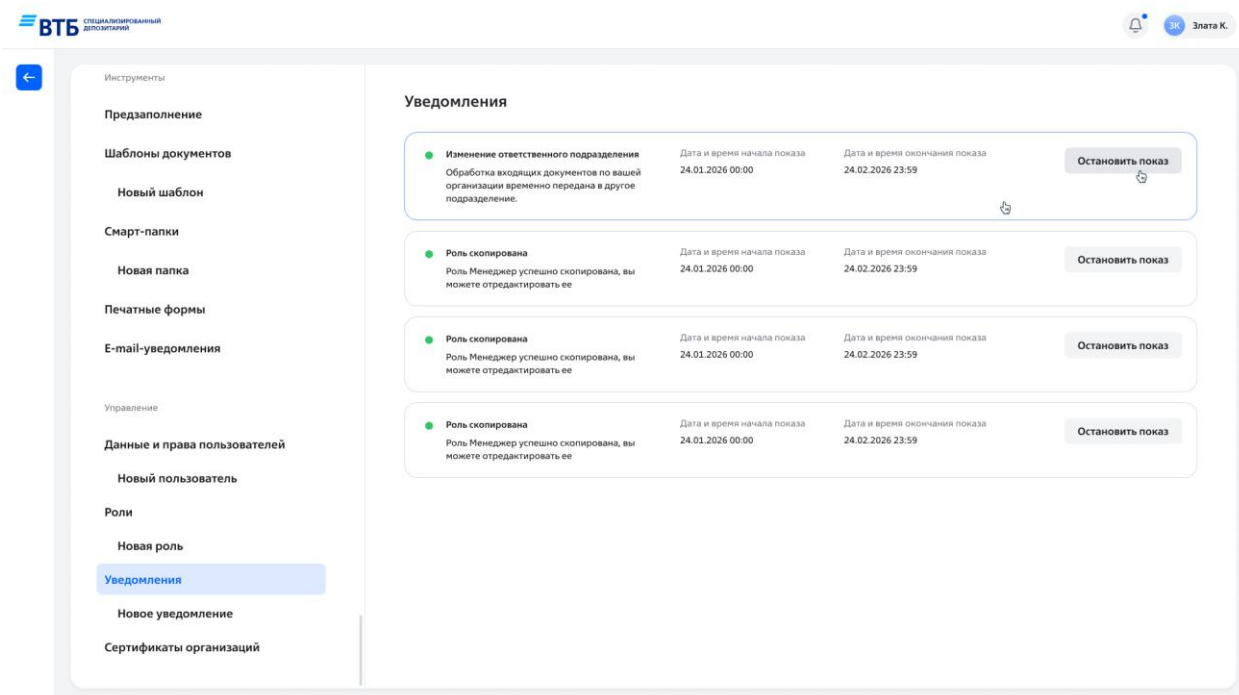 ВТБ СПЕЦИАЛИЗИРОВАННЫЙ
ДЕПОЗИТАРИЙ
ЗК Злата К.
Инструменты
Предзаполнение
Шаблоны документов
Новый шаблон
Смарт-папки
Новая папка
Печатные формы
E-mail-уведомления
Управление
Данные и права пользователей
Новый пользователь
Роли
Новая роль
Уведомления
Новое уведомление
Сертификаты организаций
Уведомления
Изменение ответственного подразделения
Обработка входящих документов по вашей
организации временно передана в другое
подразделение.
Дата и время начала показа
24.01.2026 00:00
Дата и время окончания показа
24.02.2026 23:59
Остановить показ
Роль скопирована
Роль Менеджер успешно скопирована, вы
можете отредактировать ее
Дата и время начала показа
24.01.2026 00:00
Дата и время окончания показа
24.02.2026 23:59
Остановить показ
Роль скопирована
Роль Менеджер успешно скопирована, вы
можете отредактировать ее
Дата и время начала показа
24.01.2026 00:00
Дата и время окончания показа
24.02.2026 23:59
Остановить показ
Роль скопирована
Роль Менеджер успешно скопирована, вы
можете отредактировать ее
Дата и время начала показа
24.01.2026 00:00
Дата и время окончания показа
24.02.2026 23:59
Остановить показ